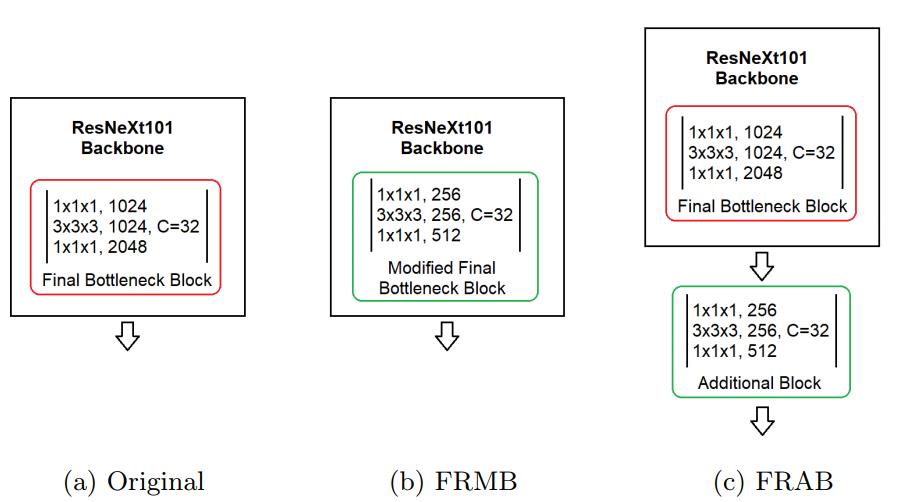 ResNeXt101
Backbone
1x1x1, 1024
3x3x3, 1024, C=32
1x1x1, 2048
Final Bottleneck Block
(a) Original
ResNeXt101
Backbone
1x1x1, 256
3x3x3, 256, C=32
1x1x1, 512
Modified Final
Bottleneck Block
(b) FRMB
ResNeXt101
Backbone
1x1x1, 1024
3x3x3, 1024, C=32
1x1x1, 2048
Final Bottleneck Block
1x1x1, 256
3x3x3, 256, C=32
1x1x1, 512
Additional Block
(c) FRAB